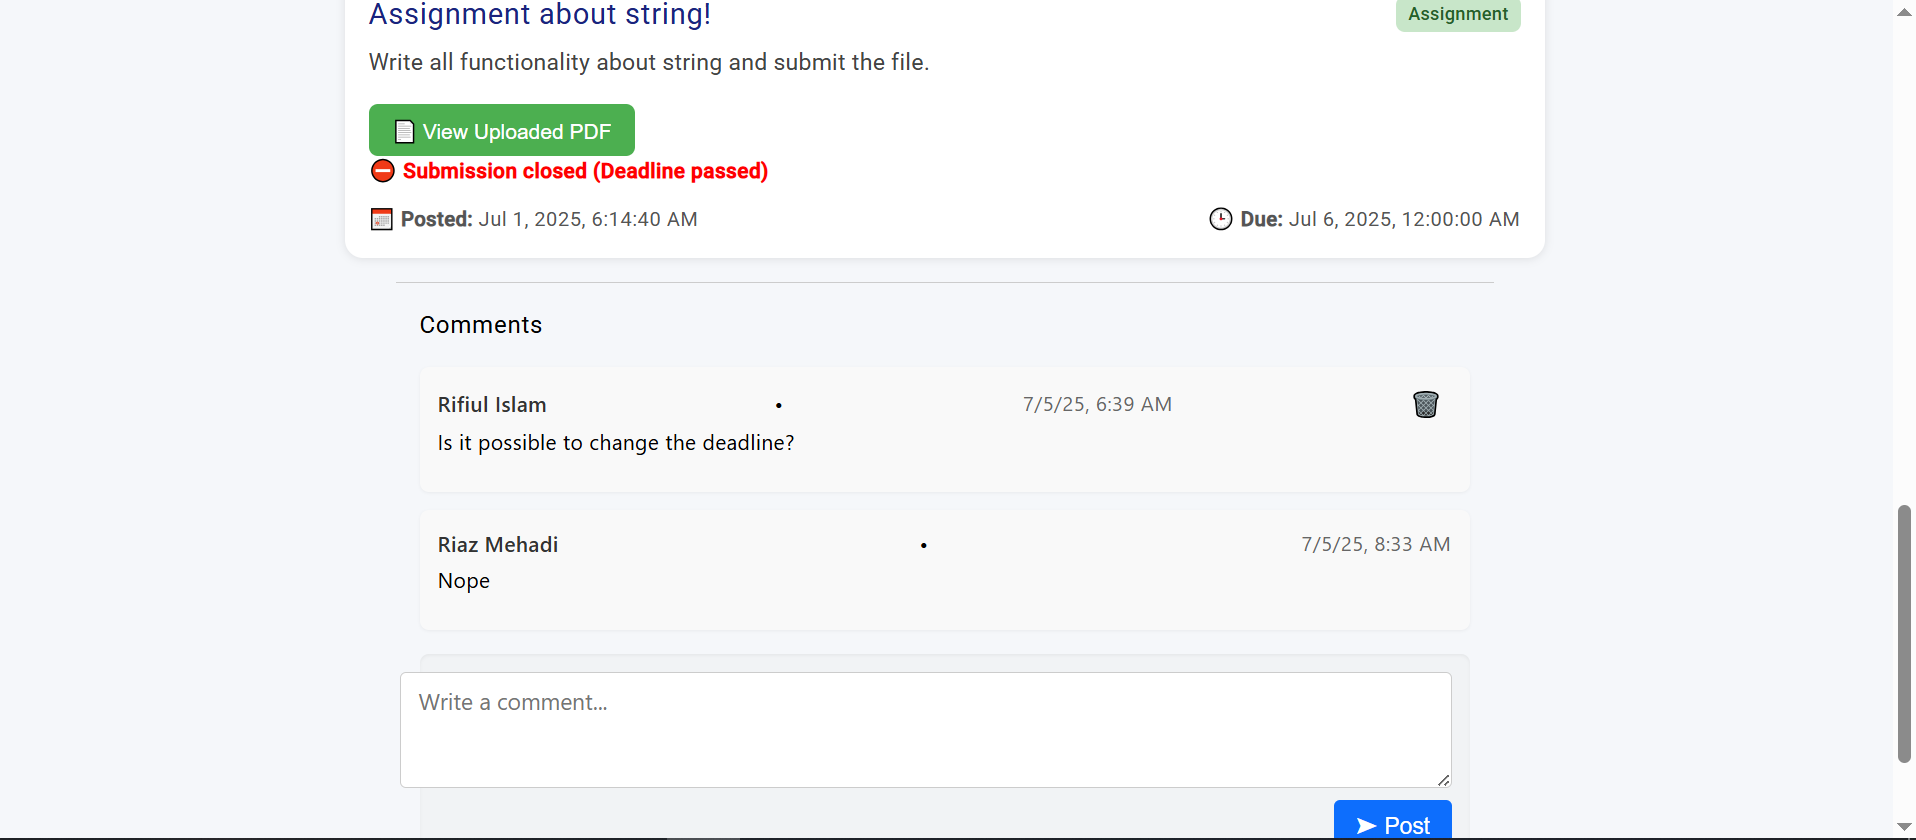 Assignment about string!
Assignment
Write all functionality about string and submit the file.
View Uploaded PDF
Submission closed (Deadline passed)
Posted: Jul 1, 2025, 6:14:40 AM
Due: Jul 6, 2025, 12:00:00 AM
Comments
Rifiul Islam • 7/5/25, 6:39 AM
Is it possible to change the deadline?
Riaz Mehadi • 7/5/25, 8:33 AM
Nope
Write a comment...
➤ Post